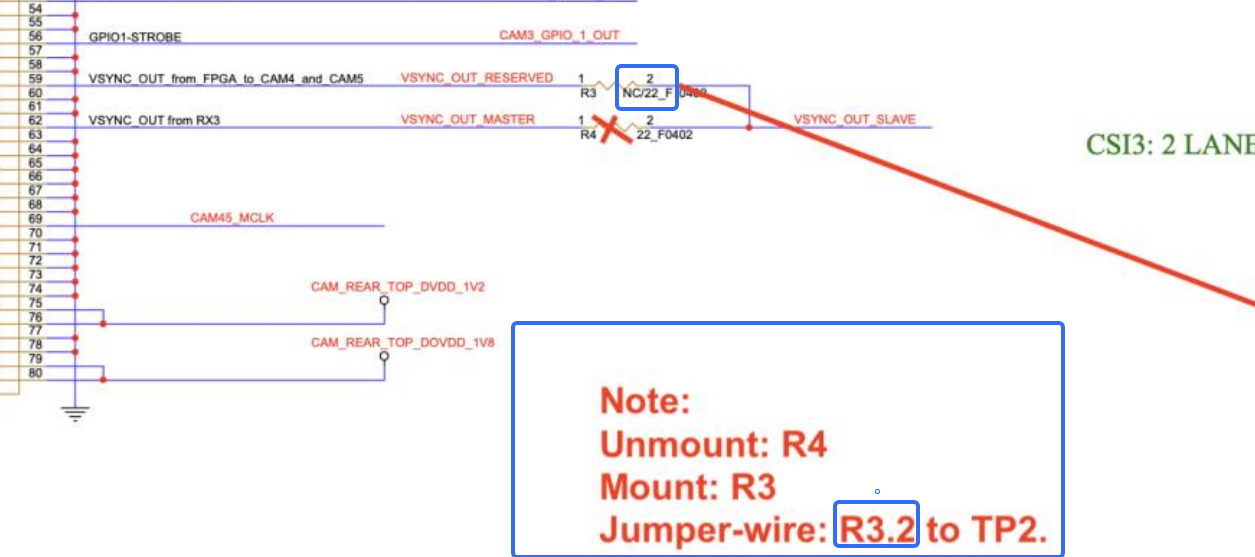 54
55
56 GPIO1-STROBE CAM3_GPIO_1_OUT
57
58
59 VSYNC_OUT_from_FPGA_to_CAM4_and_CAM5 VSYNC_OUT_RESERVED 1 2
60 R3 NC/22_F_0402
61
62 VSYNC_OUT from RX3 VSYNC_OUT_MASTER 1 2 VSYNC_OUT_SLAVE
63 R4 22_F0402
CSI3: 2 LANE
64
65
66
67
68
69 CAM45_MCLK
70
71
72
73
74 CAM_REAR_TOP_DVDD_1V2
75
76
77
78 CAM_REAR_TOP_DOVDD_1V8
79
80
Note:
Unmount: R4
Mount: R3
Jumper-wire: R3.2 to TP2.